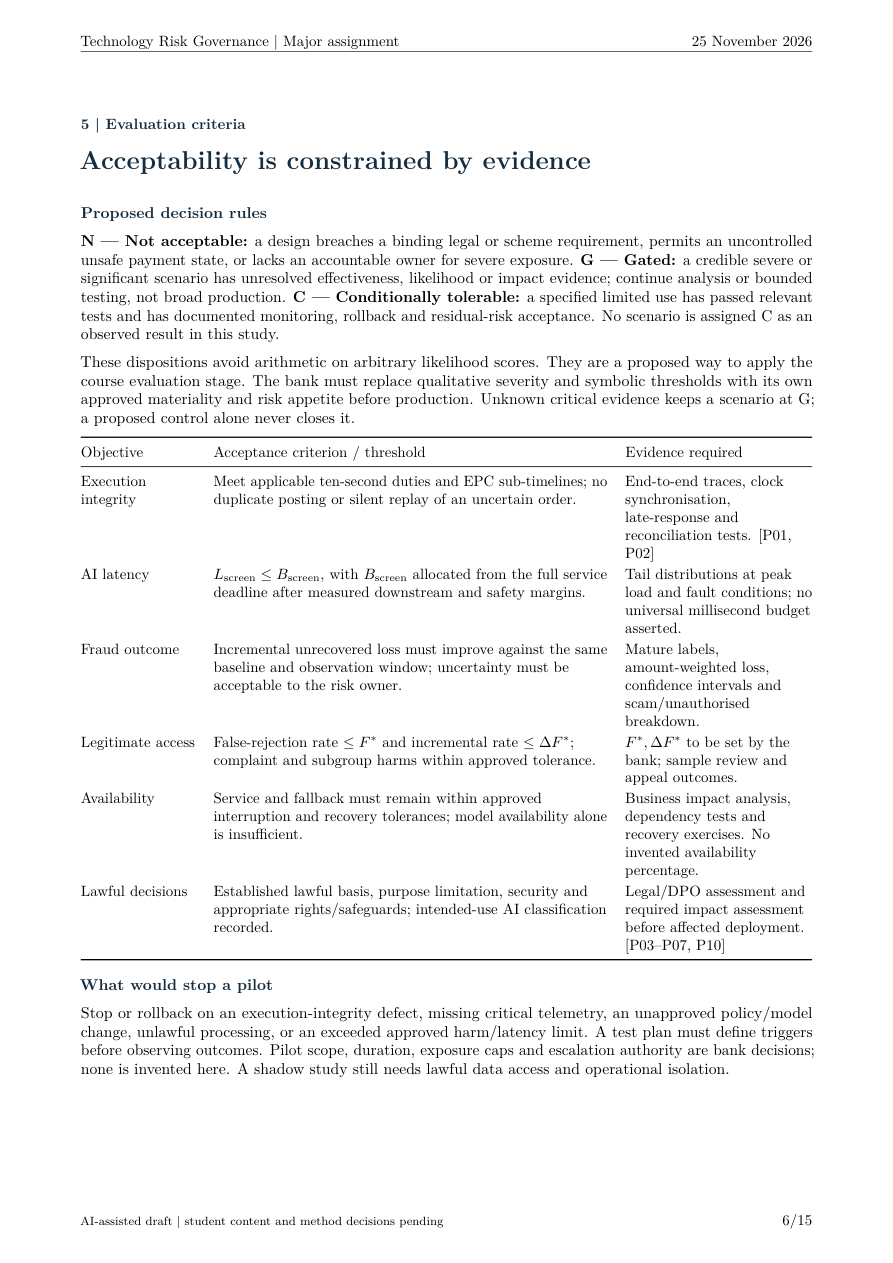 Technology Risk Governance | Major assignment 25 November 2026
5 | Evaluation criteria
Acceptability is constrained by evidence
Proposed decision rules
N — Not acceptable: a design breaches a binding legal or scheme requirement, permits an uncontrolled
unsafe payment state, or lacks an accountable owner for severe exposure. G — Gated: a credible severe or
significant scenario has unresolved effectiveness, likelihood or impact evidence; continue analysis or bounded
testing, not broad production. C — Conditionally tolerable: a specified limited use has passed relevant
tests and has documented monitoring, rollback and residual-risk acceptance. No scenario is assigned C as an
observed result in this study.
These dispositions avoid arithmetic on arbitrary likelihood scores. They are a proposed way to apply the
course evaluation stage. The bank must replace qualitative severity and symbolic thresholds with its own
approved materiality and risk appetite before production. Unknown critical evidence keeps a scenario at G;
a proposed control alone never closes it.
Objective Acceptance criterion / threshold Evidence required
Execution Meet applicable ten-second duties and EPC sub-timelines; no End-to-end traces, clock
integrity duplicate posting or silent replay of an uncertain order. synchronisation,
late-response and
reconciliation tests. [P01,
P02]
AI latency L_screen ≤ B_screen, with B_screen allocated from the full service Tail distributions at peak
deadline after measured downstream and safety margins. load and fault conditions; no
universal millisecond budget
asserted.
Fraud outcome Incremental unrecovered loss must improve against the same Mature labels,
baseline and observation window; uncertainty must be amount-weighted loss,
acceptable to the risk owner. confidence intervals and
scam/unauthorised
breakdown.
Legitimate access False-rejection rate ≤ F* and incremental rate ≤ ΔF*; F*, ΔF* to be set by the
complaint and subgroup harms within approved tolerance. bank; sample review and
appeal outcomes.
Availability Service and fallback must remain within approved Business impact analysis,
interruption and recovery tolerances; model availability alone dependency tests and
is insufficient. recovery exercises. No
invented availability
percentage.
Lawful decisions Established lawful basis, purpose limitation, security and Legal/DPO assessment and
appropriate rights/safeguards; intended-use AI classification required impact assessment
recorded. before affected deployment.
[P03–P07, P10]
What would stop a pilot
Stop or rollback on an execution-integrity defect, missing critical telemetry, an unapproved policy/model
change, unlawful processing, or an exceeded approved harm/latency limit. A test plan must define triggers
before observing outcomes. Pilot scope, duration, exposure caps and escalation authority are bank decisions;
none is invented here. A shadow study still needs lawful data access and operational isolation.
AI-assisted draft | student content and method decisions pending 6/15